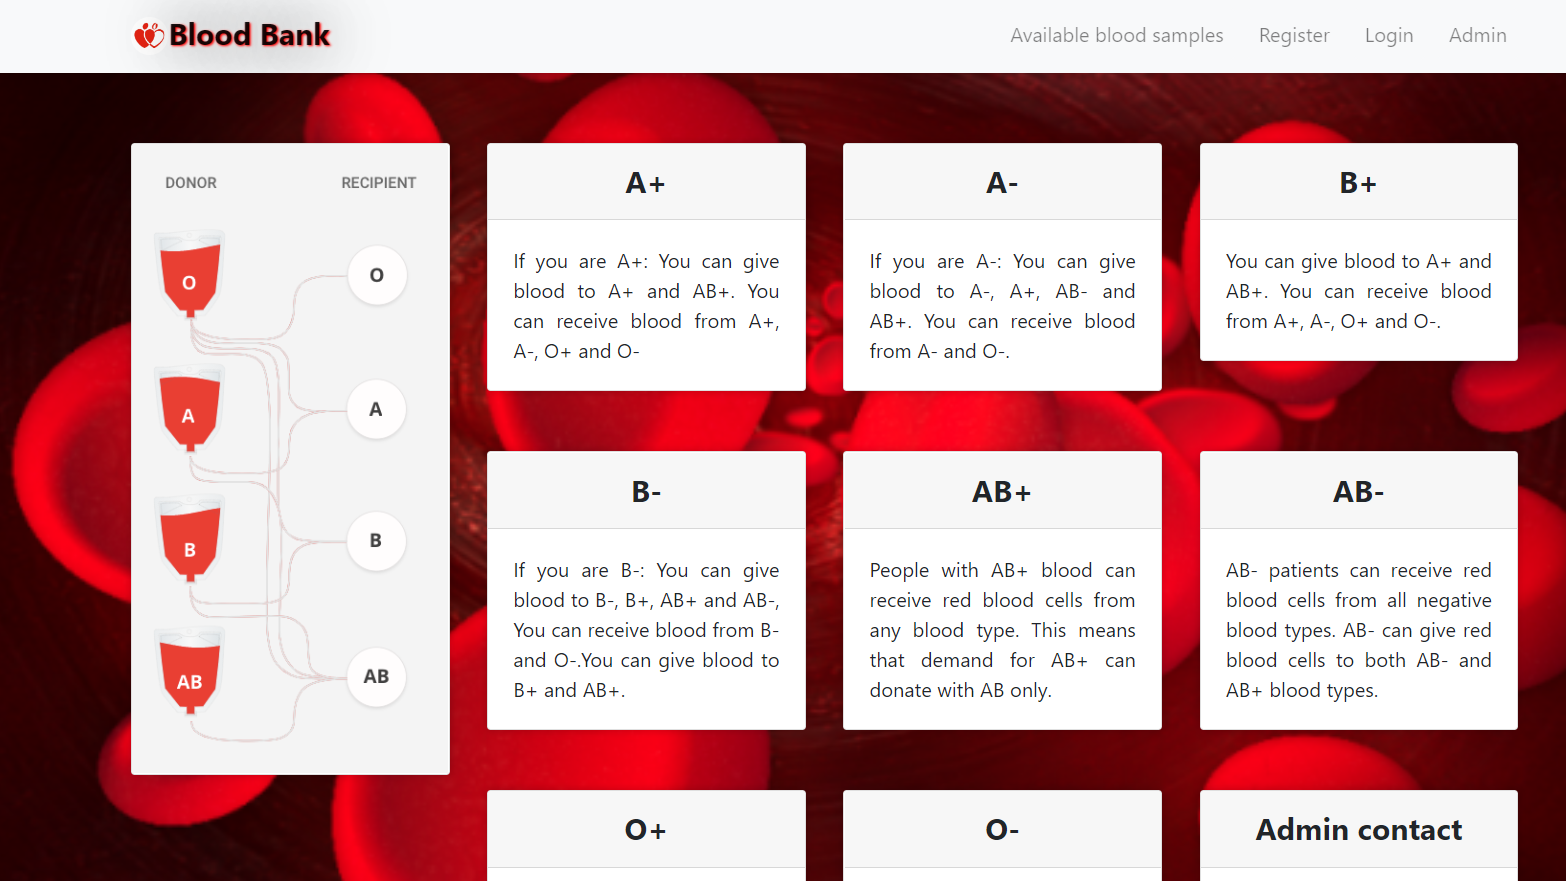 Blood Bank
Available blood samples
Register
Login
Admin
DONOR
RECIPIENT
O
O
A
A
B
B
AB
AB
A+
If you are A+: You can give
blood to A+ and AB+. You
can receive blood from A+,
A-, O+ and O-
A-
If you are A-: You can give
blood to A-, A+, AB- and
AB+. You can receive blood
from A- and O-.
B+
You can give blood to A+ and
AB+. You can receive blood
from A+, A-, O+ and O-.
B-
If you are B-: You can give
blood to B-, B+, AB+ and AB-,
You can receive blood from B-
and O-.You can give blood to
B+ and AB+.
AB+
People with AB+ blood can
receive red blood cells from
any blood type. This means
that demand for AB+ can
donate with AB only.
AB-
AB- patients can receive red
blood cells from all negative
blood types. AB- can give red
blood cells to both AB- and
AB+ blood types.
O+
O-
Admin contact